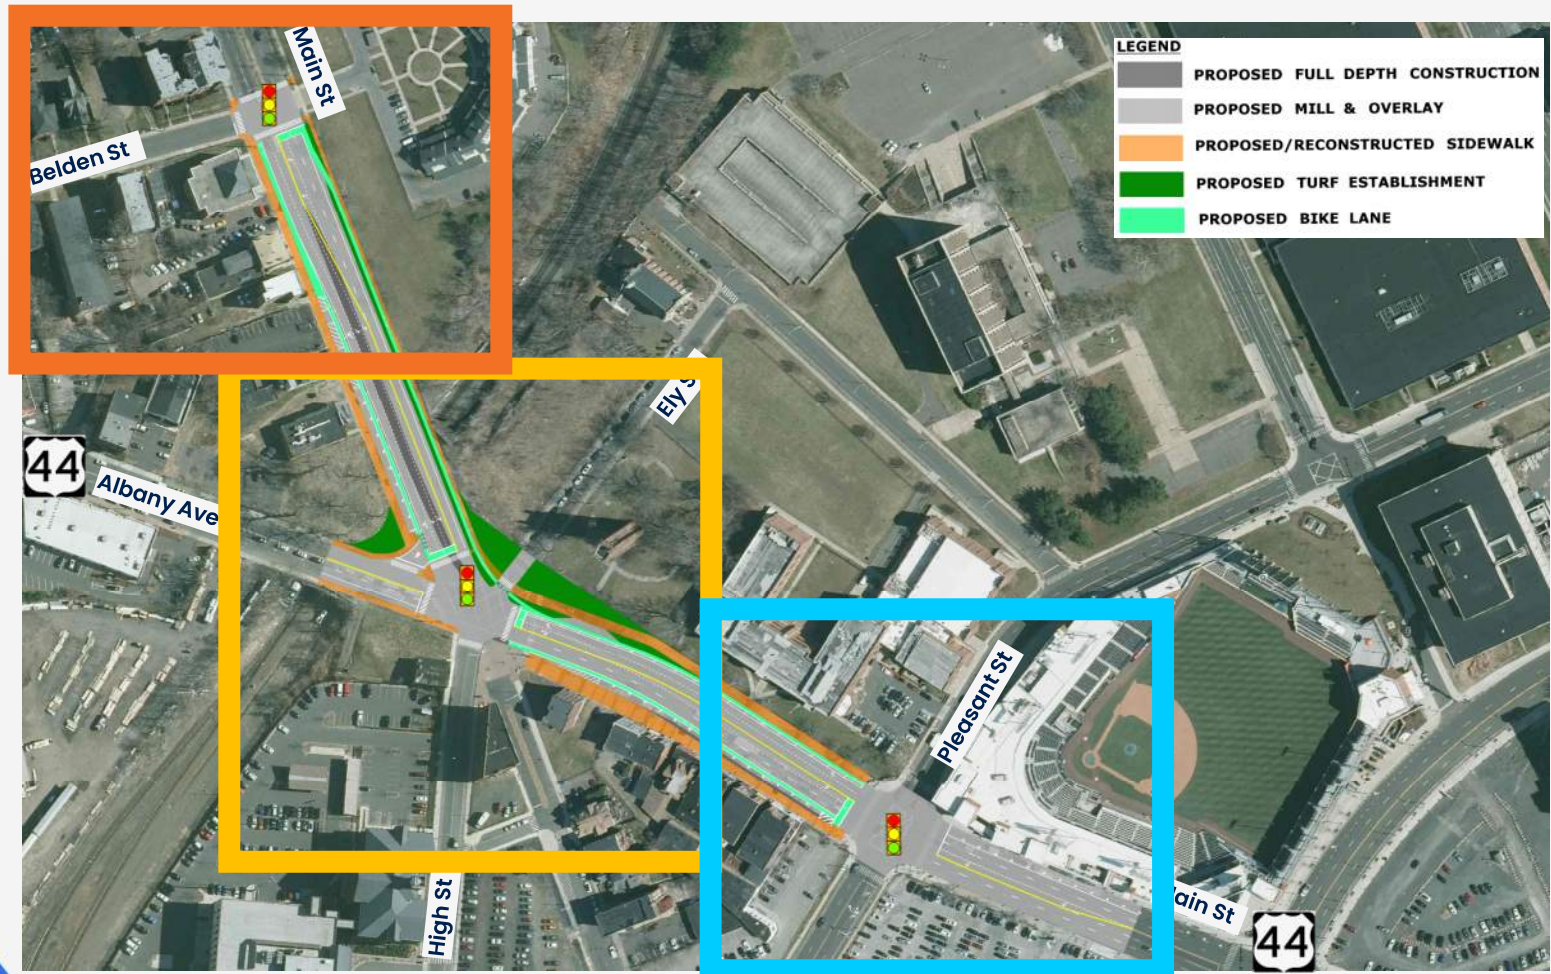 Main St
LEGEND
PROPOSED FULL DEPTH CONSTRUCTION
PROPOSED MILL & OVERLAY
PROPOSED/RECONSTRUCTED SIDEWALK
PROPOSED TURF ESTABLISHMENT
PROPOSED BIKE LANE
Belden St
Ely S
44
Albany Ave
Pleasant St
High St
ain St
44